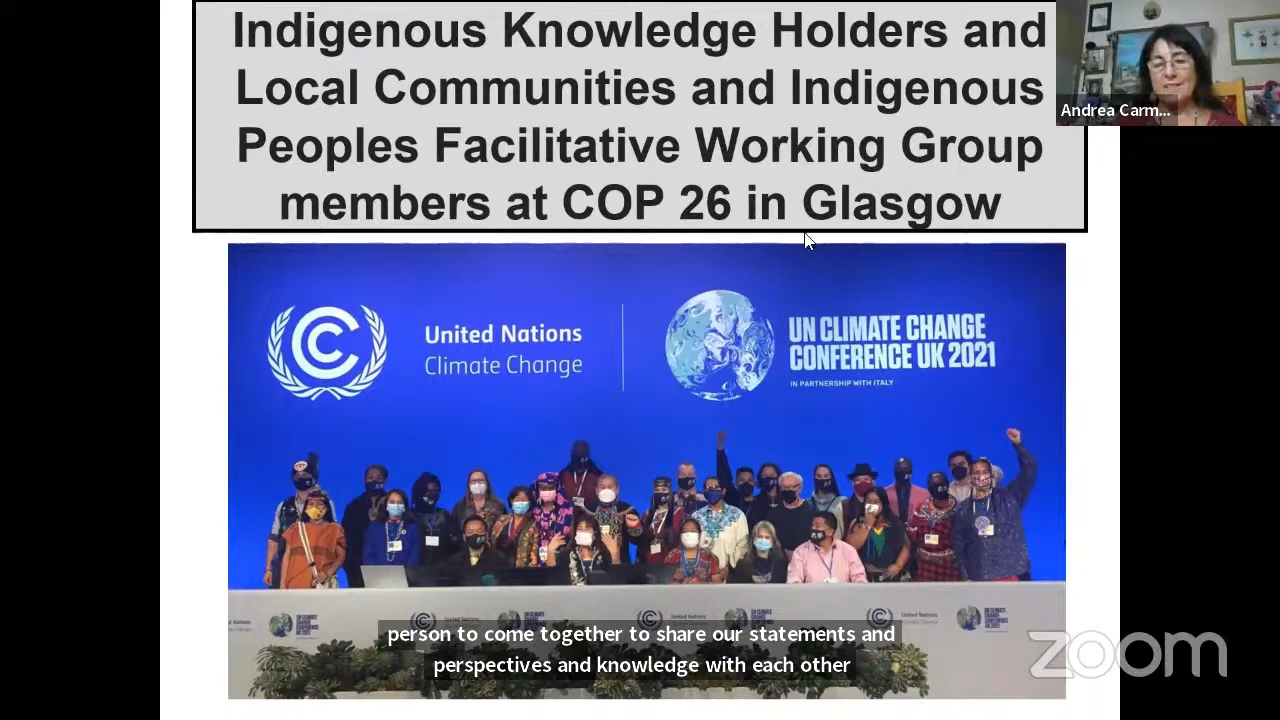 Indigenous Knowledge Holders and
Local Communities and Indigenous
Peoples Facilitative Working Group
members at COP 26 in Glasgow
Andrea Carm...
United Nations
Climate Change
UN CLIMATE CHANGE
CONFERENCE UK 2021
IN PARTNERSHIP WITH ITALY
person to come together to share our statements and
perspectives and knowledge with each other
zoom